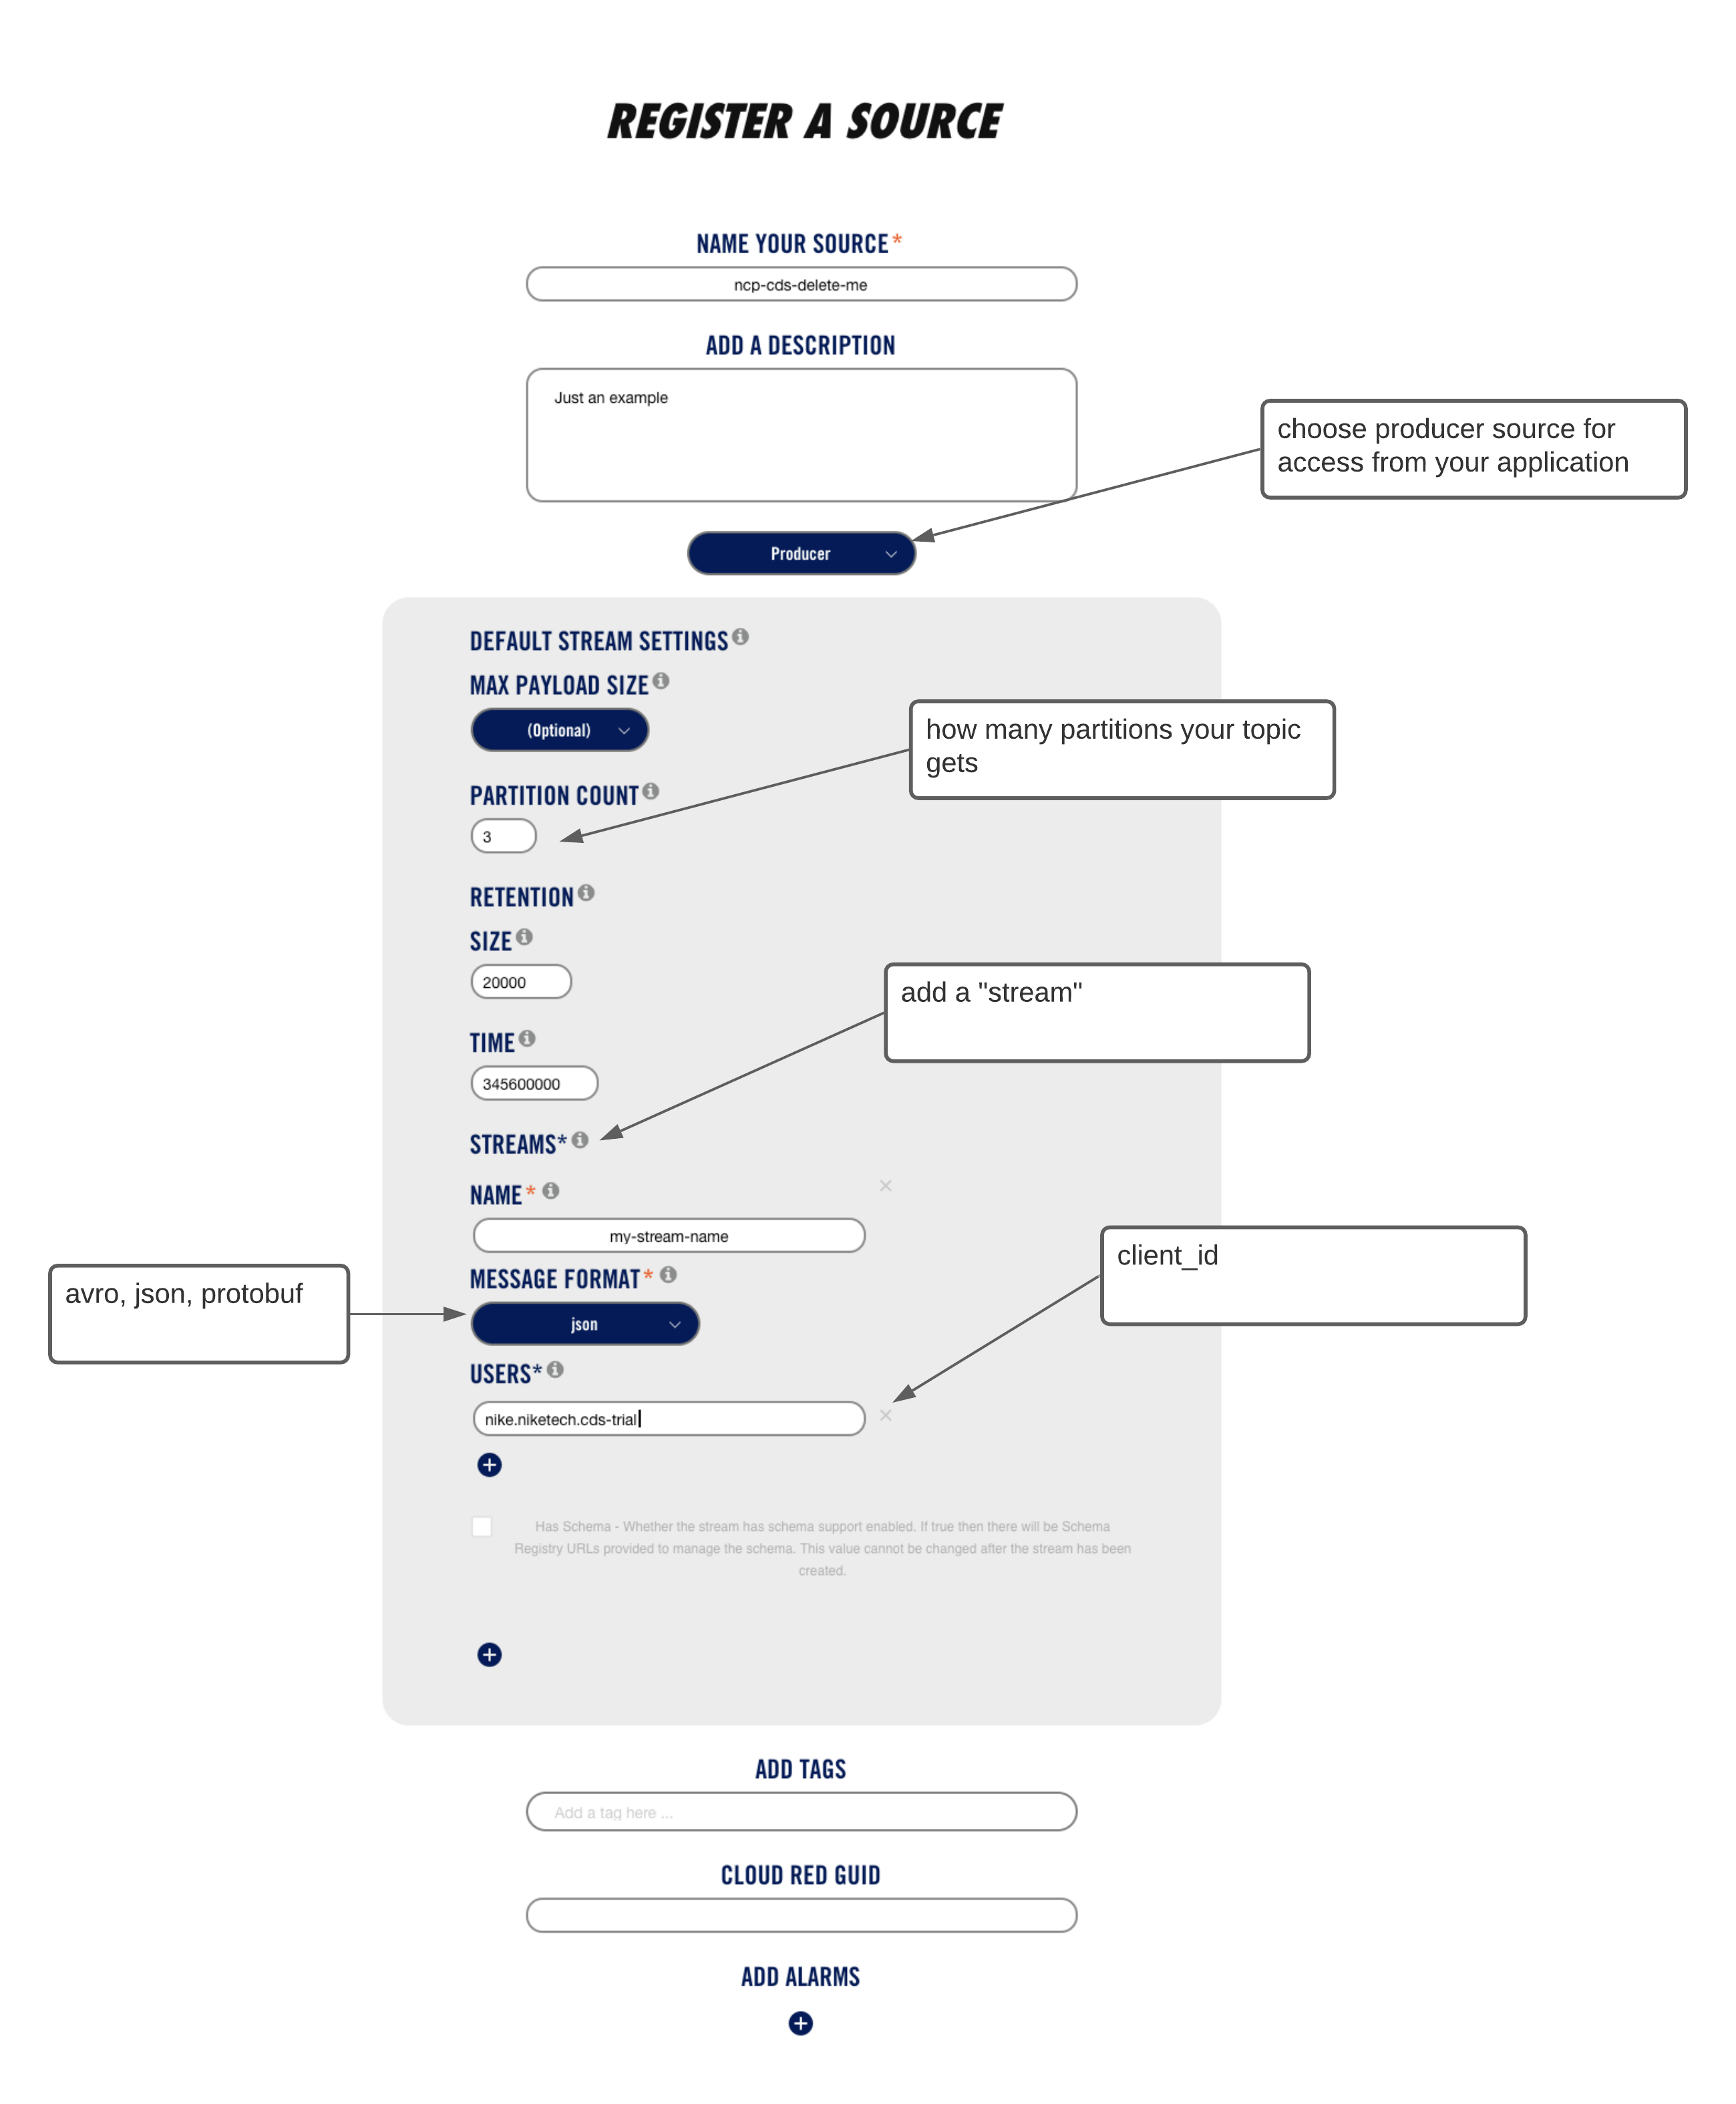 REGISTER A SOURCE
NAME YOUR SOURCE*
ncp-cds-delete-me
ADD A DESCRIPTION
Just an example
choose producer source for
access from your application
Producer
DEFAULT STREAM SETTINGS
MAX PAYLOAD SIZE
(Optional)
how many partitions your topic
gets
PARTITION COUNT
3
RETENTION
SIZE
20000
add a "stream"
TIME
345600000
STREAMS*
NAME*
my-stream-name
client_id
MESSAGE FORMAT*
avro, json, protobuf
json
USERS*
nike.niketech.cds-trial
Has Schema - Whether the stream has schema support enabled. If true then there will be Schema
Registry URLs provided to manage the schema. This value cannot be changed after the stream has been
created.
ADD TAGS
Add a tag here ...
CLOUD RED GUID
ADD ALARMS